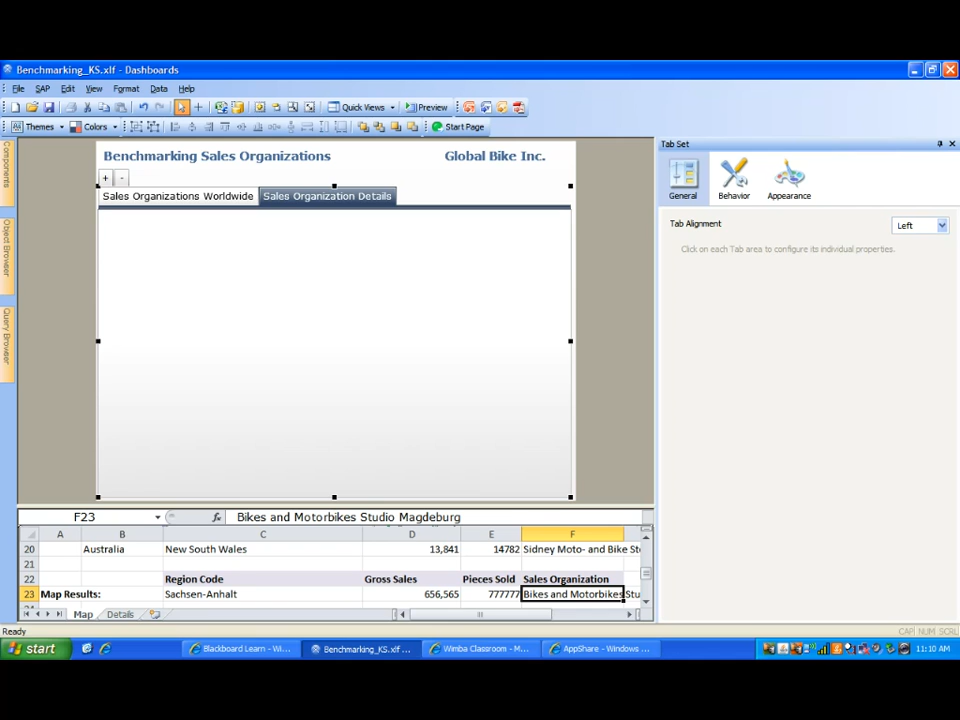 Benchmarking_KS.xlf - Dashboards
File SAP Edit Format View Data Help
Quick Views Preview
Themes Colors Start Page
Components
Object Browser
Query Browser
Benchmarking Sales Organizations Global Bike Inc.
+ -
Sales Organizations Worldwide Sales Organization Details
Tab Set
General Behavior Appearance
Tab Alignment Left
Click on each Tab area to configure its individual properties.
F23 fx Bikes and Motorbikes Studio Magdeburg
A B C D E F
20 Australia New South Wales 13,841 14782 Sidney Moto- and Bike St
21
22 Region Code Gross Sales Pieces Sold Sales Organization
23 Map Results: Sachsen-Anhalt 656,565 777777 Bikes and Motorbikes Stu
Map Details
Ready CAP NUM SCRL
start Blackboard Learn - Wi... Benchmarking_KS.xlf ... Wimba Classroom - M... AppShare - Windows ... 11:10 AM